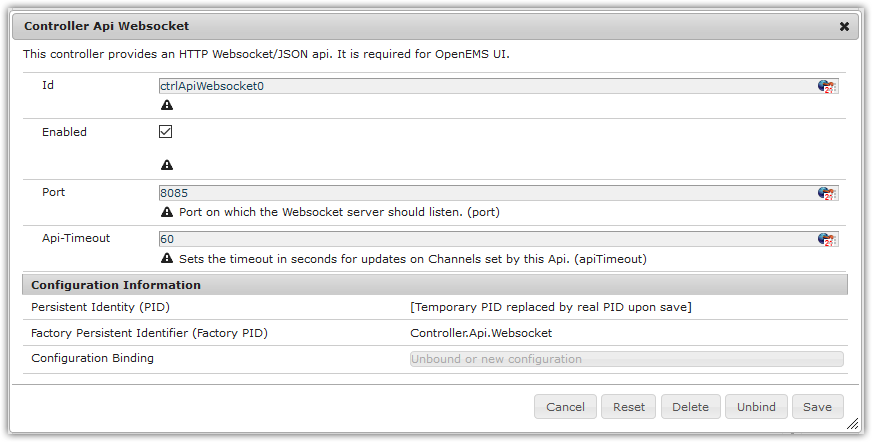 Controller Api Websocket
This controller provides an HTTP Websocket/JSON api. It is required for OpenEMS UI.
Id
ctrlApiWebsocket0
Enabled
Port
8085
Port on which the Websocket server should listen. (port)
Api-Timeout
60
Sets the timeout in seconds for updates on Channels set by this Api. (apiTimeout)
Configuration Information
Persistent Identity (PID)
[Temporary PID replaced by real PID upon save]
Factory Persistent Identifier (Factory PID)
Controller.Api.Websocket
Configuration Binding
Unbound or new configuration
Cancel
Reset
Delete
Unbind
Save